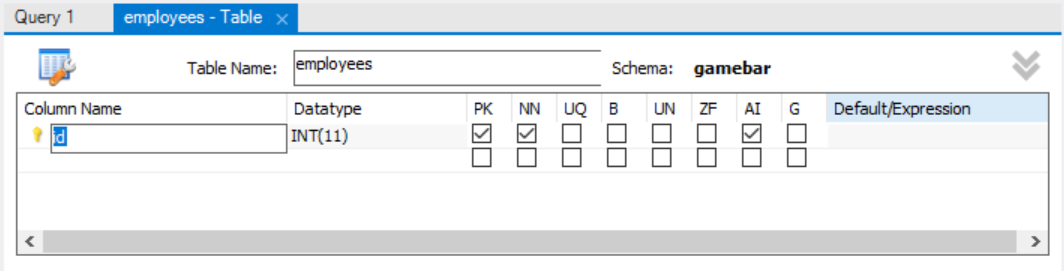 Query 1 employees - Table ×
Table Name: employees Schema: gamebar
Column Name Datatype PK NN UQ B UN ZF AI G Default/Expression
id INT(11)